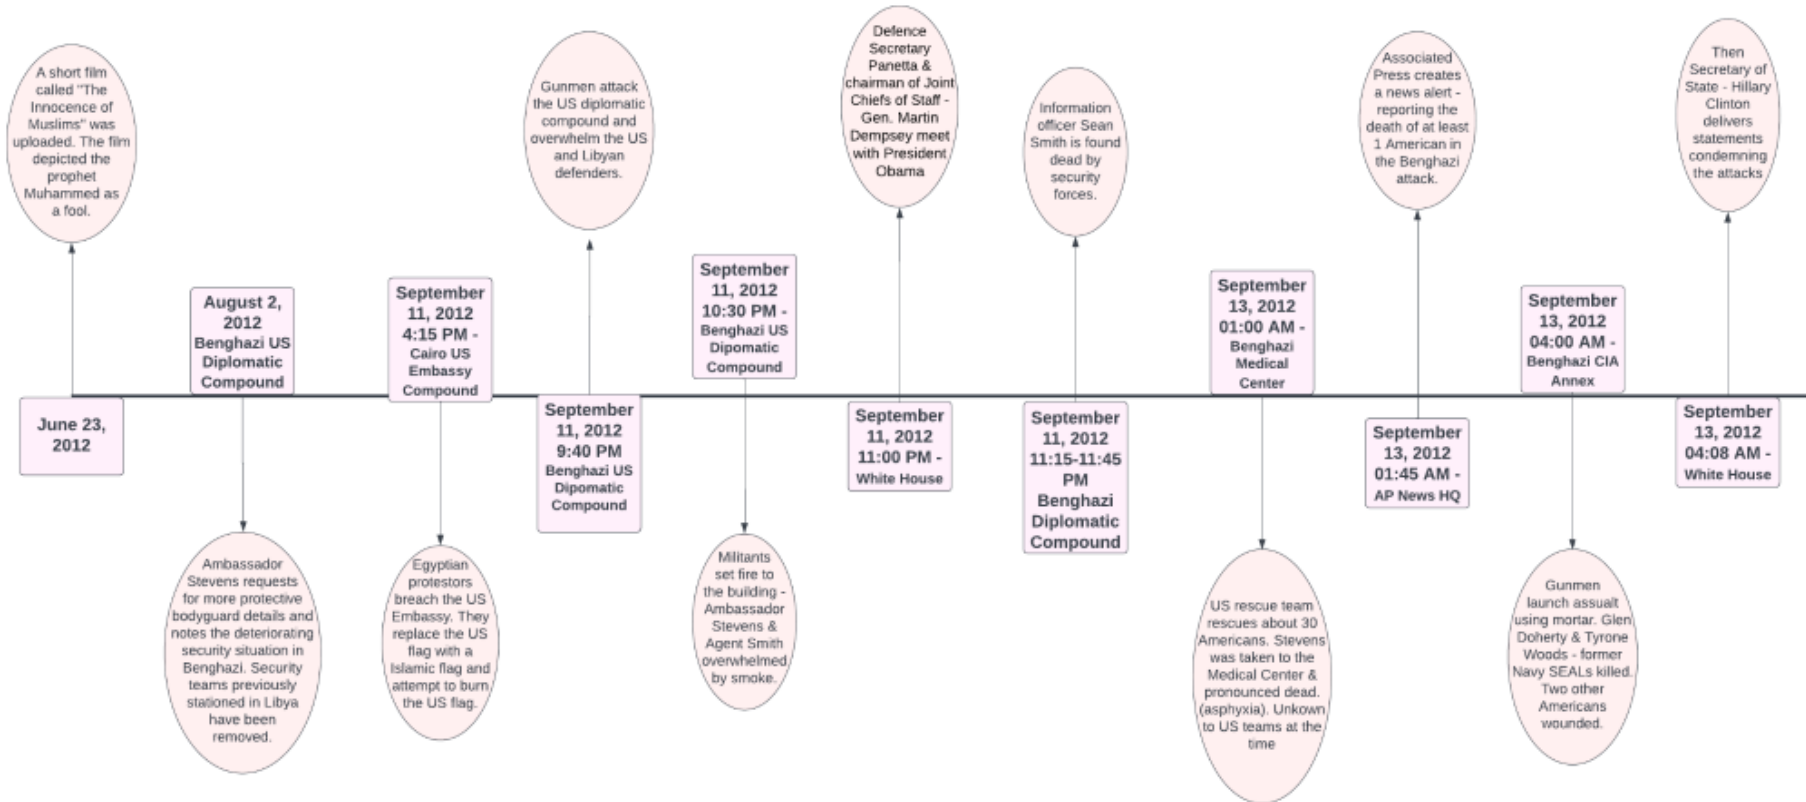 A short film
called "The
Innocence of
Muslims" was
uploaded. The film
depicted the
prophet
Muhammed as
a fool.
June 23,
2012
August 2,
2012
Benghazi US
Diplomatic
Compound
Ambassador
Stevens requests
for more protective
bodyguard details and
notes the deteriorating
security situation in
Benghazi. Security
teams previously
stationed in Libya
have been
removed.
September
11, 2012
4:15 PM -
Cairo US
Embassy
Compound
Egyptian
protestors
breach the US
Embassy. They
replace the US
flag with a
Islamic flag and
attempt to burn
the US flag.
Gunmen attack
the US diplomatic
compound and
overwhelm the US
and Libyan
defenders.
September
11, 2012
9:40 PM
Benghazi US
Dipomatic
Compound
September
11, 2012
10:30 PM -
Benghazi US
Dipomatic
Compound
Militants
set fire to
the building -
Ambassador
Stevens &
Agent Smith
overwhelmed
by smoke.
Defence
Secretary
Panetta &
chairman of Joint
Chiefs of Staff -
Gen. Martin
Dempsey meet
with President
Obama
September
11, 2012
11:00 PM -
White House
Information
officer Sean
Smith is found
dead by
security
forces.
September
11, 2012
11:15-11:45
PM
Benghazi
Diplomatic
Compound
September
13, 2012
01:00 AM -
Benghazi
Medical
Center
US rescue team
rescues about 30
Americans. Stevens
was taken to the
Medical Center &
pronounced dead.
(asphyxia). Unkown
to US teams at the
time
Associated
Press creates
a news alert -
reporting the
death of at least
1 American in
the Benghazi
attack.
September
13, 2012
01:45 AM -
AP News HQ
September
13, 2012
04:00 AM -
Benghazi CIA
Annex
Gunmen
launch assualt
using mortar. Glen
Doherty & Tyrone
Woods - former
Navy SEALs killed.
Two other
Americans
wounded.
Then
Secretary of
State - Hillary
Clinton
delivers
statements
condemning
the attacks
September
13, 2012
04:08 AM -
White House